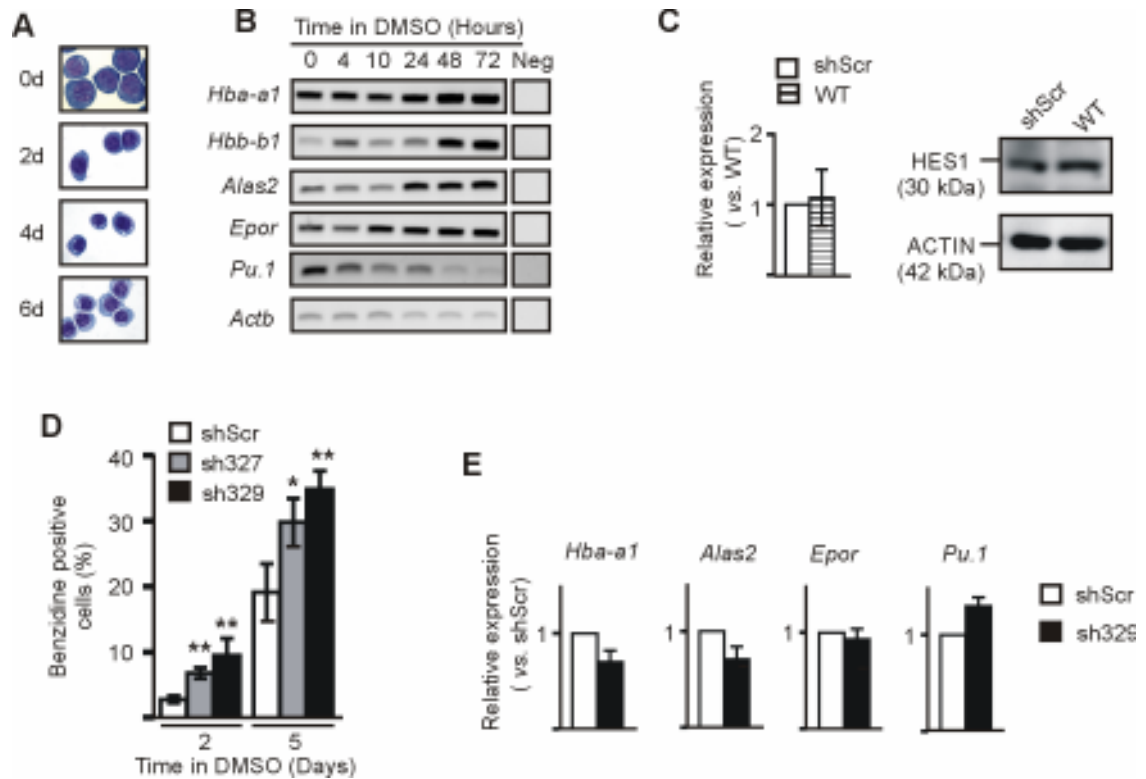 A
0d
2d
4d
6d
B
Time in DMSO (Hours)
0 4 10 24 48 72 Neg
Hba-a1
Hbb-b1
Alas2
Epor
Pu.1
Actb
C
shScr
WT
Relative expression
( vs. WT)
2
1
shScr WT
HES1
(30 kDa)
ACTIN
(42 kDa)
D
shScr
sh327
sh329
Benzidine positive
cells (%)
40
30
20
10
** **
* **
2 5
Time in DMSO (Days)
E
Relative expression
( vs. shScr)
Hba-a1 Alas2 Epor Pu.1
1 1 1 1
shScr
sh329